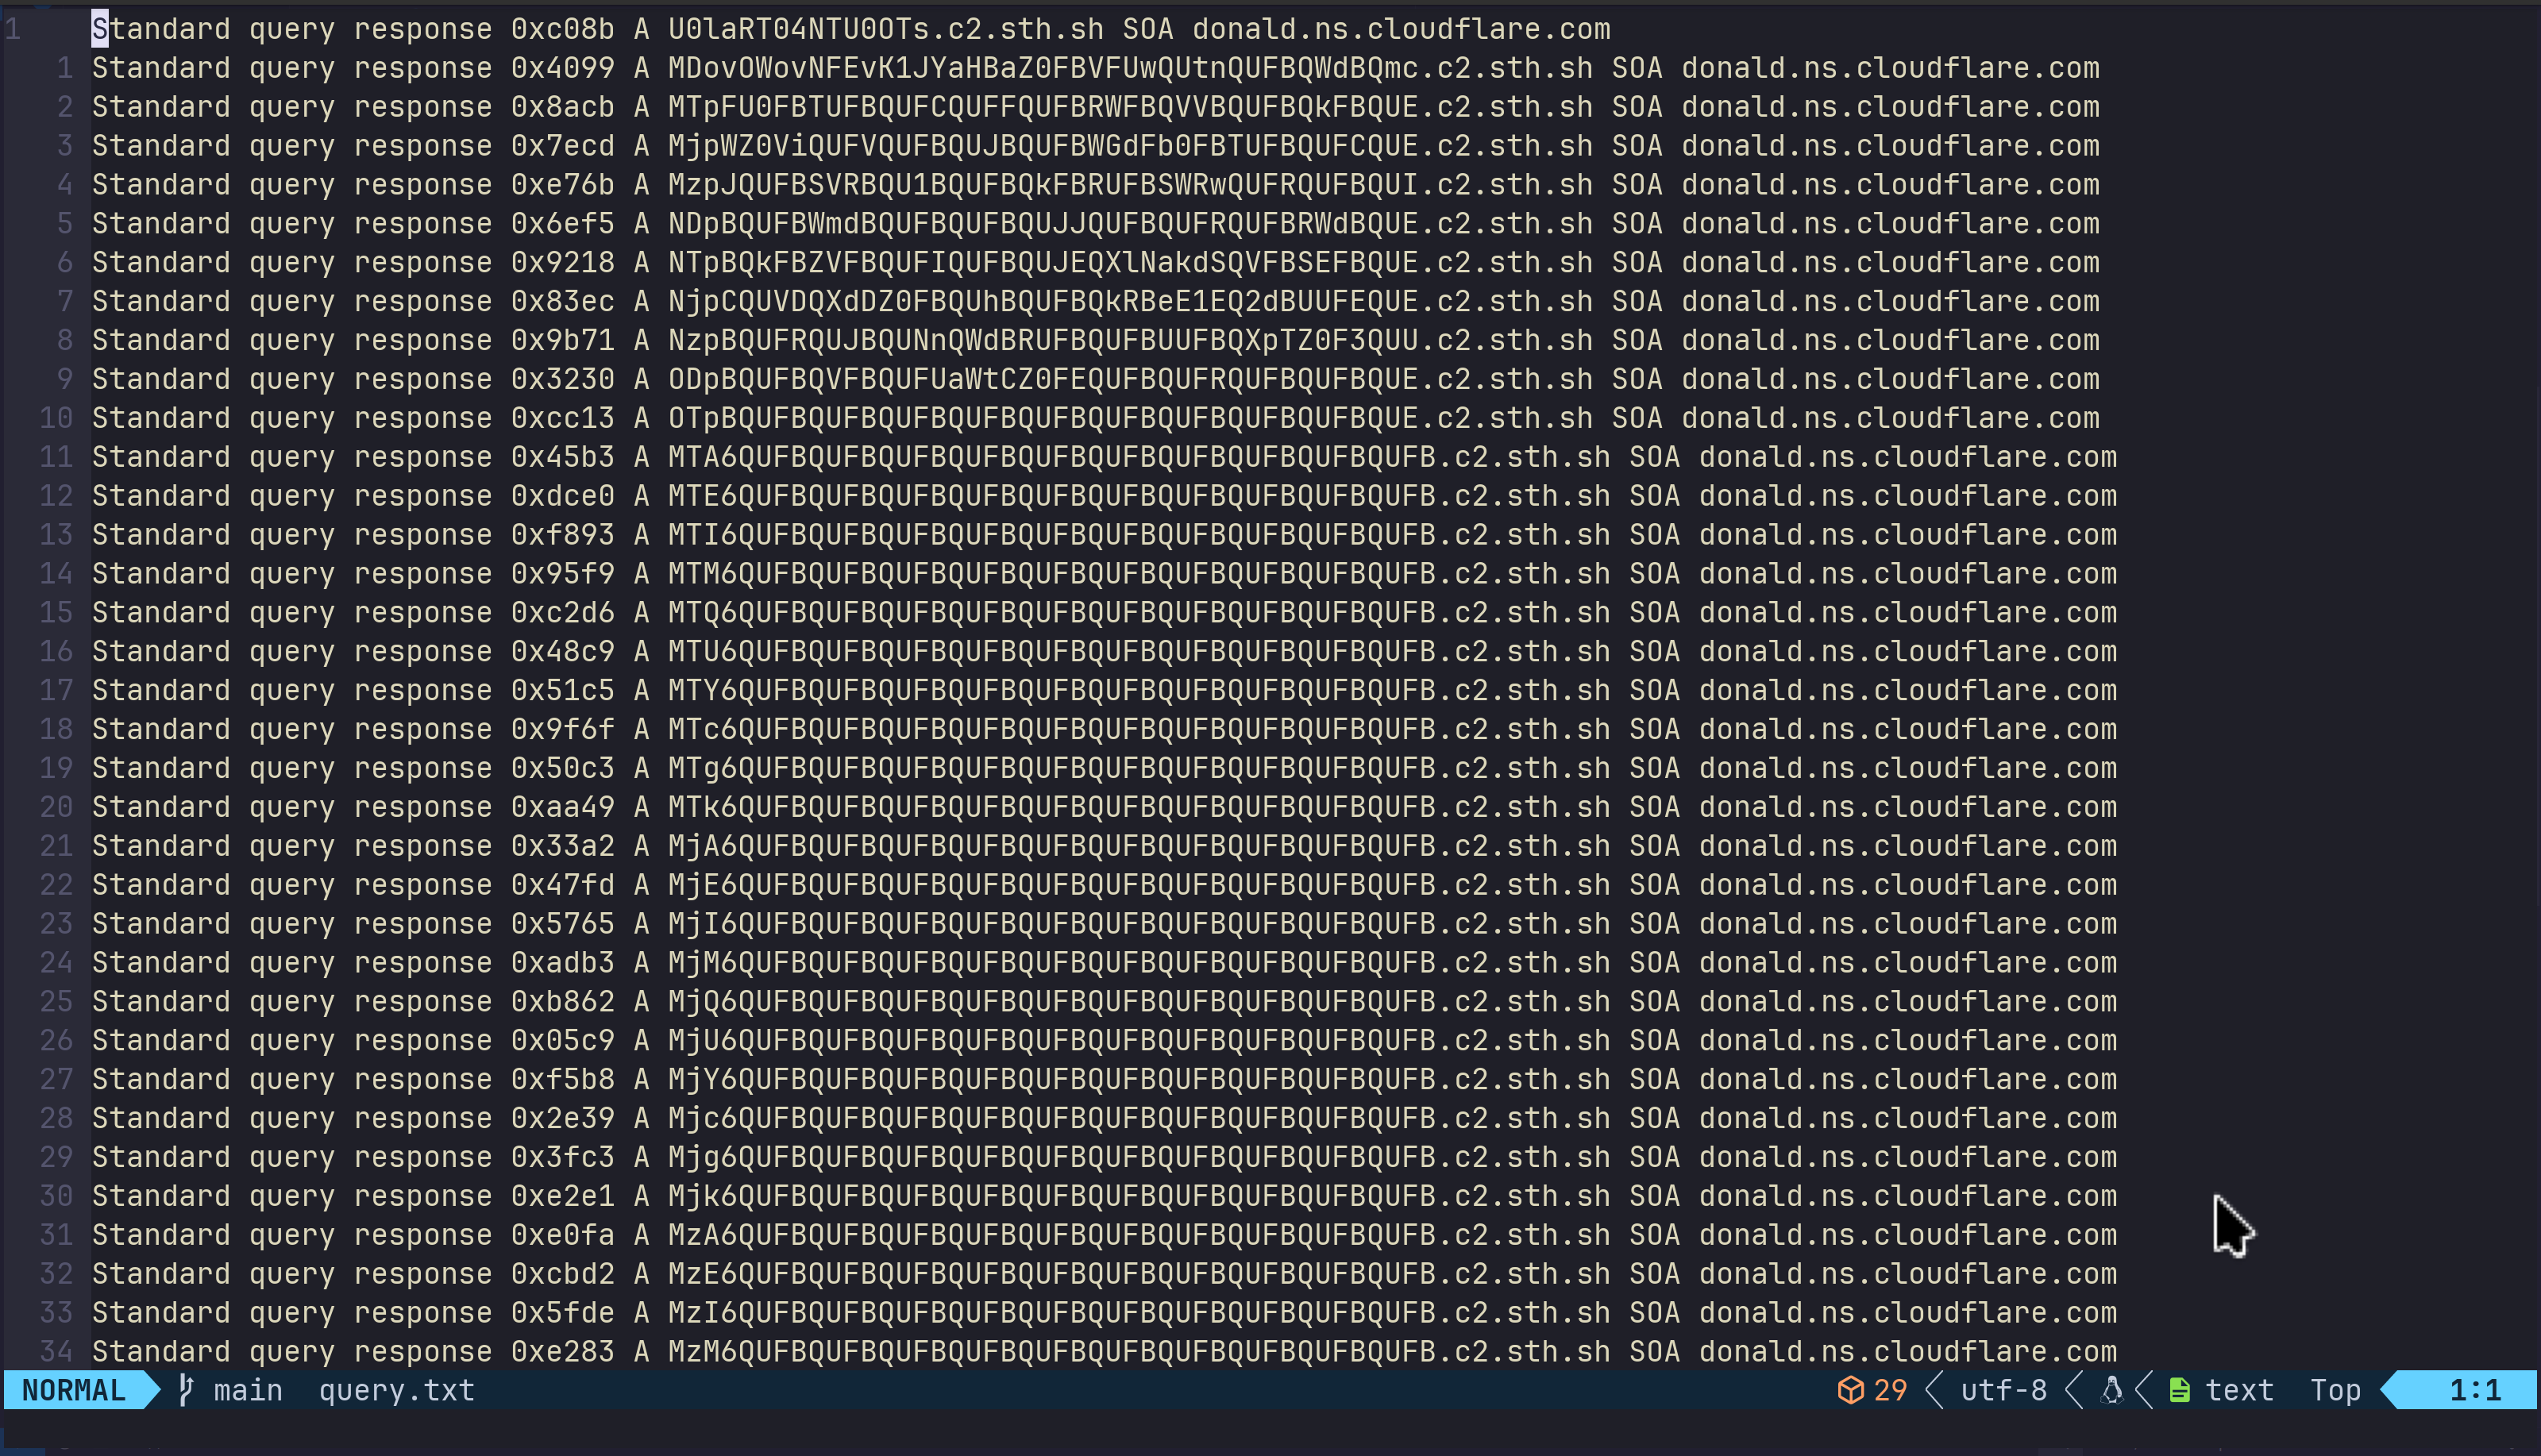 1 Standard query response 0xc08b A U0laRT04NTU0OTs.c2.sth.sh SOA donald.ns.cloudflare.com
1 Standard query response 0x4099 A MDovOWovNFEvK1JYaHBaZ0FBVFUwQUtnQUFBQWdBQmc.c2.sth.sh SOA donald.ns.cloudflare.com
2 Standard query response 0x8acb A MTpFU0FBTUFBQUFCQUFFQUFBRWFBQVVBQUFBQkFBQUE.c2.sth.sh SOA donald.ns.cloudflare.com
3 Standard query response 0x7ecd A MjpWZ0ViQUFVQUFBQUJBQUFBWGdFb0FBTUFBQUFCQUE.c2.sth.sh SOA donald.ns.cloudflare.com
4 Standard query response 0xe76b A MzpJQUFBSVRBQU1BQUFBQkFBRUFBSWRwQUFRQUFBQUI.c2.sth.sh SOA donald.ns.cloudflare.com
5 Standard query response 0x6ef5 A NDpBQUFBWmdBQUFBQUFBQUJJQUFBQUFRQUFBRWdBQUE.c2.sth.sh SOA donald.ns.cloudflare.com
6 Standard query response 0x9218 A NTpBQkFBZVFBQUFIQUFBQUJEQXlNakdSQVFBSEFBQUE.c2.sth.sh SOA donald.ns.cloudflare.com
7 Standard query response 0x83ec A NjpCQUVDQXdDZ0FBQUhBQUFBQkRBeE1EQ2dBUUFEQUE.c2.sth.sh SOA donald.ns.cloudflare.com
8 Standard query response 0x9b71 A NzpBQUFRQUJBQUNnQWdBRUFBQUFBUUFBQXpTZ0F3QUU.c2.sth.sh SOA donald.ns.cloudflare.com
9 Standard query response 0x3230 A ODpBQUFBQVFBQUFUaWtCZ0FEQUFBQUFRQUFBQUFBQUE.c2.sth.sh SOA donald.ns.cloudflare.com
10 Standard query response 0xcc13 A OTpBQUFBQUFBQUFBQUFBQUFBQUFBQUFBQUFBQUFBQUE.c2.sth.sh SOA donald.ns.cloudflare.com
11 Standard query response 0x45b3 A MTA6QUFBQUFBQUFBQUFBQUFBQUFBQUFBQUFBQUFBQUFB.c2.sth.sh SOA donald.ns.cloudflare.com
12 Standard query response 0xdce0 A MTE6QUFBQUFBQUFBQUFBQUFBQUFBQUFBQUFBQUFBQUFB.c2.sth.sh SOA donald.ns.cloudflare.com
13 Standard query response 0xf893 A MTI6QUFBQUFBQUFBQUFBQUFBQUFBQUFBQUFBQUFBQUFB.c2.sth.sh SOA donald.ns.cloudflare.com
14 Standard query response 0x95f9 A MTM6QUFBQUFBQUFBQUFBQUFBQUFBQUFBQUFBQUFBQUFB.c2.sth.sh SOA donald.ns.cloudflare.com
15 Standard query response 0xc2d6 A MTQ6QUFBQUFBQUFBQUFBQUFBQUFBQUFBQUFBQUFBQUFB.c2.sth.sh SOA donald.ns.cloudflare.com
16 Standard query response 0x48c9 A MTU6QUFBQUFBQUFBQUFBQUFBQUFBQUFBQUFBQUFBQUFB.c2.sth.sh SOA donald.ns.cloudflare.com
17 Standard query response 0x51c5 A MTY6QUFBQUFBQUFBQUFBQUFBQUFBQUFBQUFBQUFBQUFB.c2.sth.sh SOA donald.ns.cloudflare.com
18 Standard query response 0x9f6f A MTc6QUFBQUFBQUFBQUFBQUFBQUFBQUFBQUFBQUFBQUFB.c2.sth.sh SOA donald.ns.cloudflare.com
19 Standard query response 0x50c3 A MTg6QUFBQUFBQUFBQUFBQUFBQUFBQUFBQUFBQUFBQUFB.c2.sth.sh SOA donald.ns.cloudflare.com
20 Standard query response 0xaa49 A MTk6QUFBQUFBQUFBQUFBQUFBQUFBQUFBQUFBQUFBQUFB.c2.sth.sh SOA donald.ns.cloudflare.com
21 Standard query response 0x33a2 A MjA6QUFBQUFBQUFBQUFBQUFBQUFBQUFBQUFBQUFBQUFB.c2.sth.sh SOA donald.ns.cloudflare.com
22 Standard query response 0x47fd A MjE6QUFBQUFBQUFBQUFBQUFBQUFBQUFBQUFBQUFBQUFB.c2.sth.sh SOA donald.ns.cloudflare.com
23 Standard query response 0x5765 A MjI6QUFBQUFBQUFBQUFBQUFBQUFBQUFBQUFBQUFBQUFB.c2.sth.sh SOA donald.ns.cloudflare.com
24 Standard query response 0xadb3 A MjM6QUFBQUFBQUFBQUFBQUFBQUFBQUFBQUFBQUFBQUFB.c2.sth.sh SOA donald.ns.cloudflare.com
25 Standard query response 0xb862 A MjQ6QUFBQUFBQUFBQUFBQUFBQUFBQUFBQUFBQUFBQUFB.c2.sth.sh SOA donald.ns.cloudflare.com
26 Standard query response 0x05c9 A MjU6QUFBQUFBQUFBQUFBQUFBQUFBQUFBQUFBQUFBQUFB.c2.sth.sh SOA donald.ns.cloudflare.com
27 Standard query response 0xf5b8 A MjY6QUFBQUFBQUFBQUFBQUFBQUFBQUFBQUFBQUFBQUFB.c2.sth.sh SOA donald.ns.cloudflare.com
28 Standard query response 0x2e39 A Mjc6QUFBQUFBQUFBQUFBQUFBQUFBQUFBQUFBQUFBQUFB.c2.sth.sh SOA donald.ns.cloudflare.com
29 Standard query response 0x3fc3 A Mjg6QUFBQUFBQUFBQUFBQUFBQUFBQUFBQUFBQUFBQUFB.c2.sth.sh SOA donald.ns.cloudflare.com
30 Standard query response 0xe2e1 A Mjk6QUFBQUFBQUFBQUFBQUFBQUFBQUFBQUFBQUFBQUFB.c2.sth.sh SOA donald.ns.cloudflare.com
31 Standard query response 0xe0fa A MzA6QUFBQUFBQUFBQUFBQUFBQUFBQUFBQUFBQUFBQUFB.c2.sth.sh SOA donald.ns.cloudflare.com
32 Standard query response 0xcbd2 A MzE6QUFBQUFBQUFBQUFBQUFBQUFBQUFBQUFBQUFBQUFB.c2.sth.sh SOA donald.ns.cloudflare.com
33 Standard query response 0x5fde A MzI6QUFBQUFBQUFBQUFBQUFBQUFBQUFBQUFBQUFBQUFB.c2.sth.sh SOA donald.ns.cloudflare.com
34 Standard query response 0xe283 A MzM6QUFBQUFBQUFBQUFBQUFBQUFBQUFBQUFBQUFBQUFB.c2.sth.sh SOA donald.ns.cloudflare.com
NORMAL main query.txt 29 utf-8 text Top 1:1